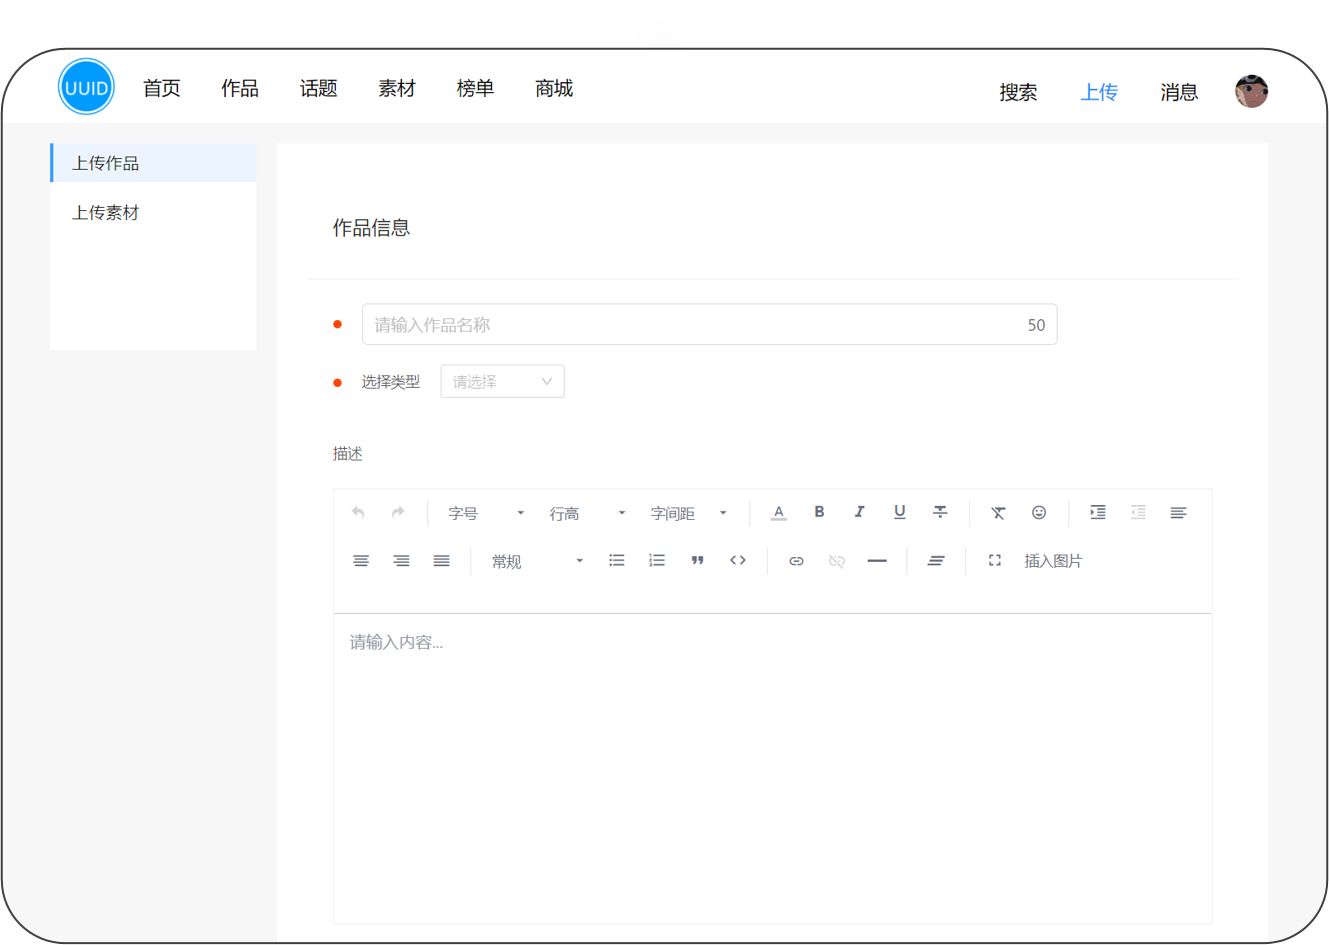 UUID 首页 作品 话题 素材 榜单 商城 搜索 上传 消息
上传作品
上传素材
作品信息
请输入作品名称 50
选择类型 请选择
描述
字号 行高 字间距 A B I U T
常规 插入图片
请输入内容...